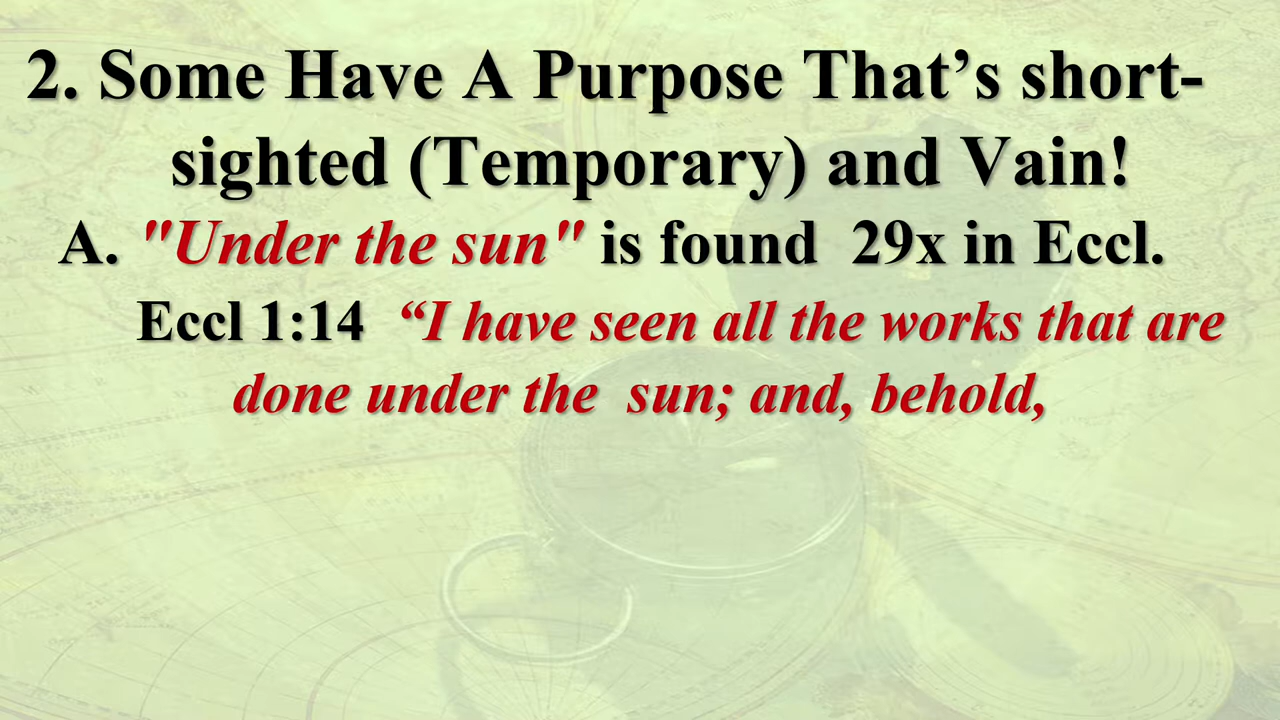 2. Some Have A Purpose That’s short-
sighted (Temporary) and Vain!
A. "Under the sun" is found 29x in Eccl.
Eccl 1:14 “I have seen all the works that are
done under the sun; and, behold,